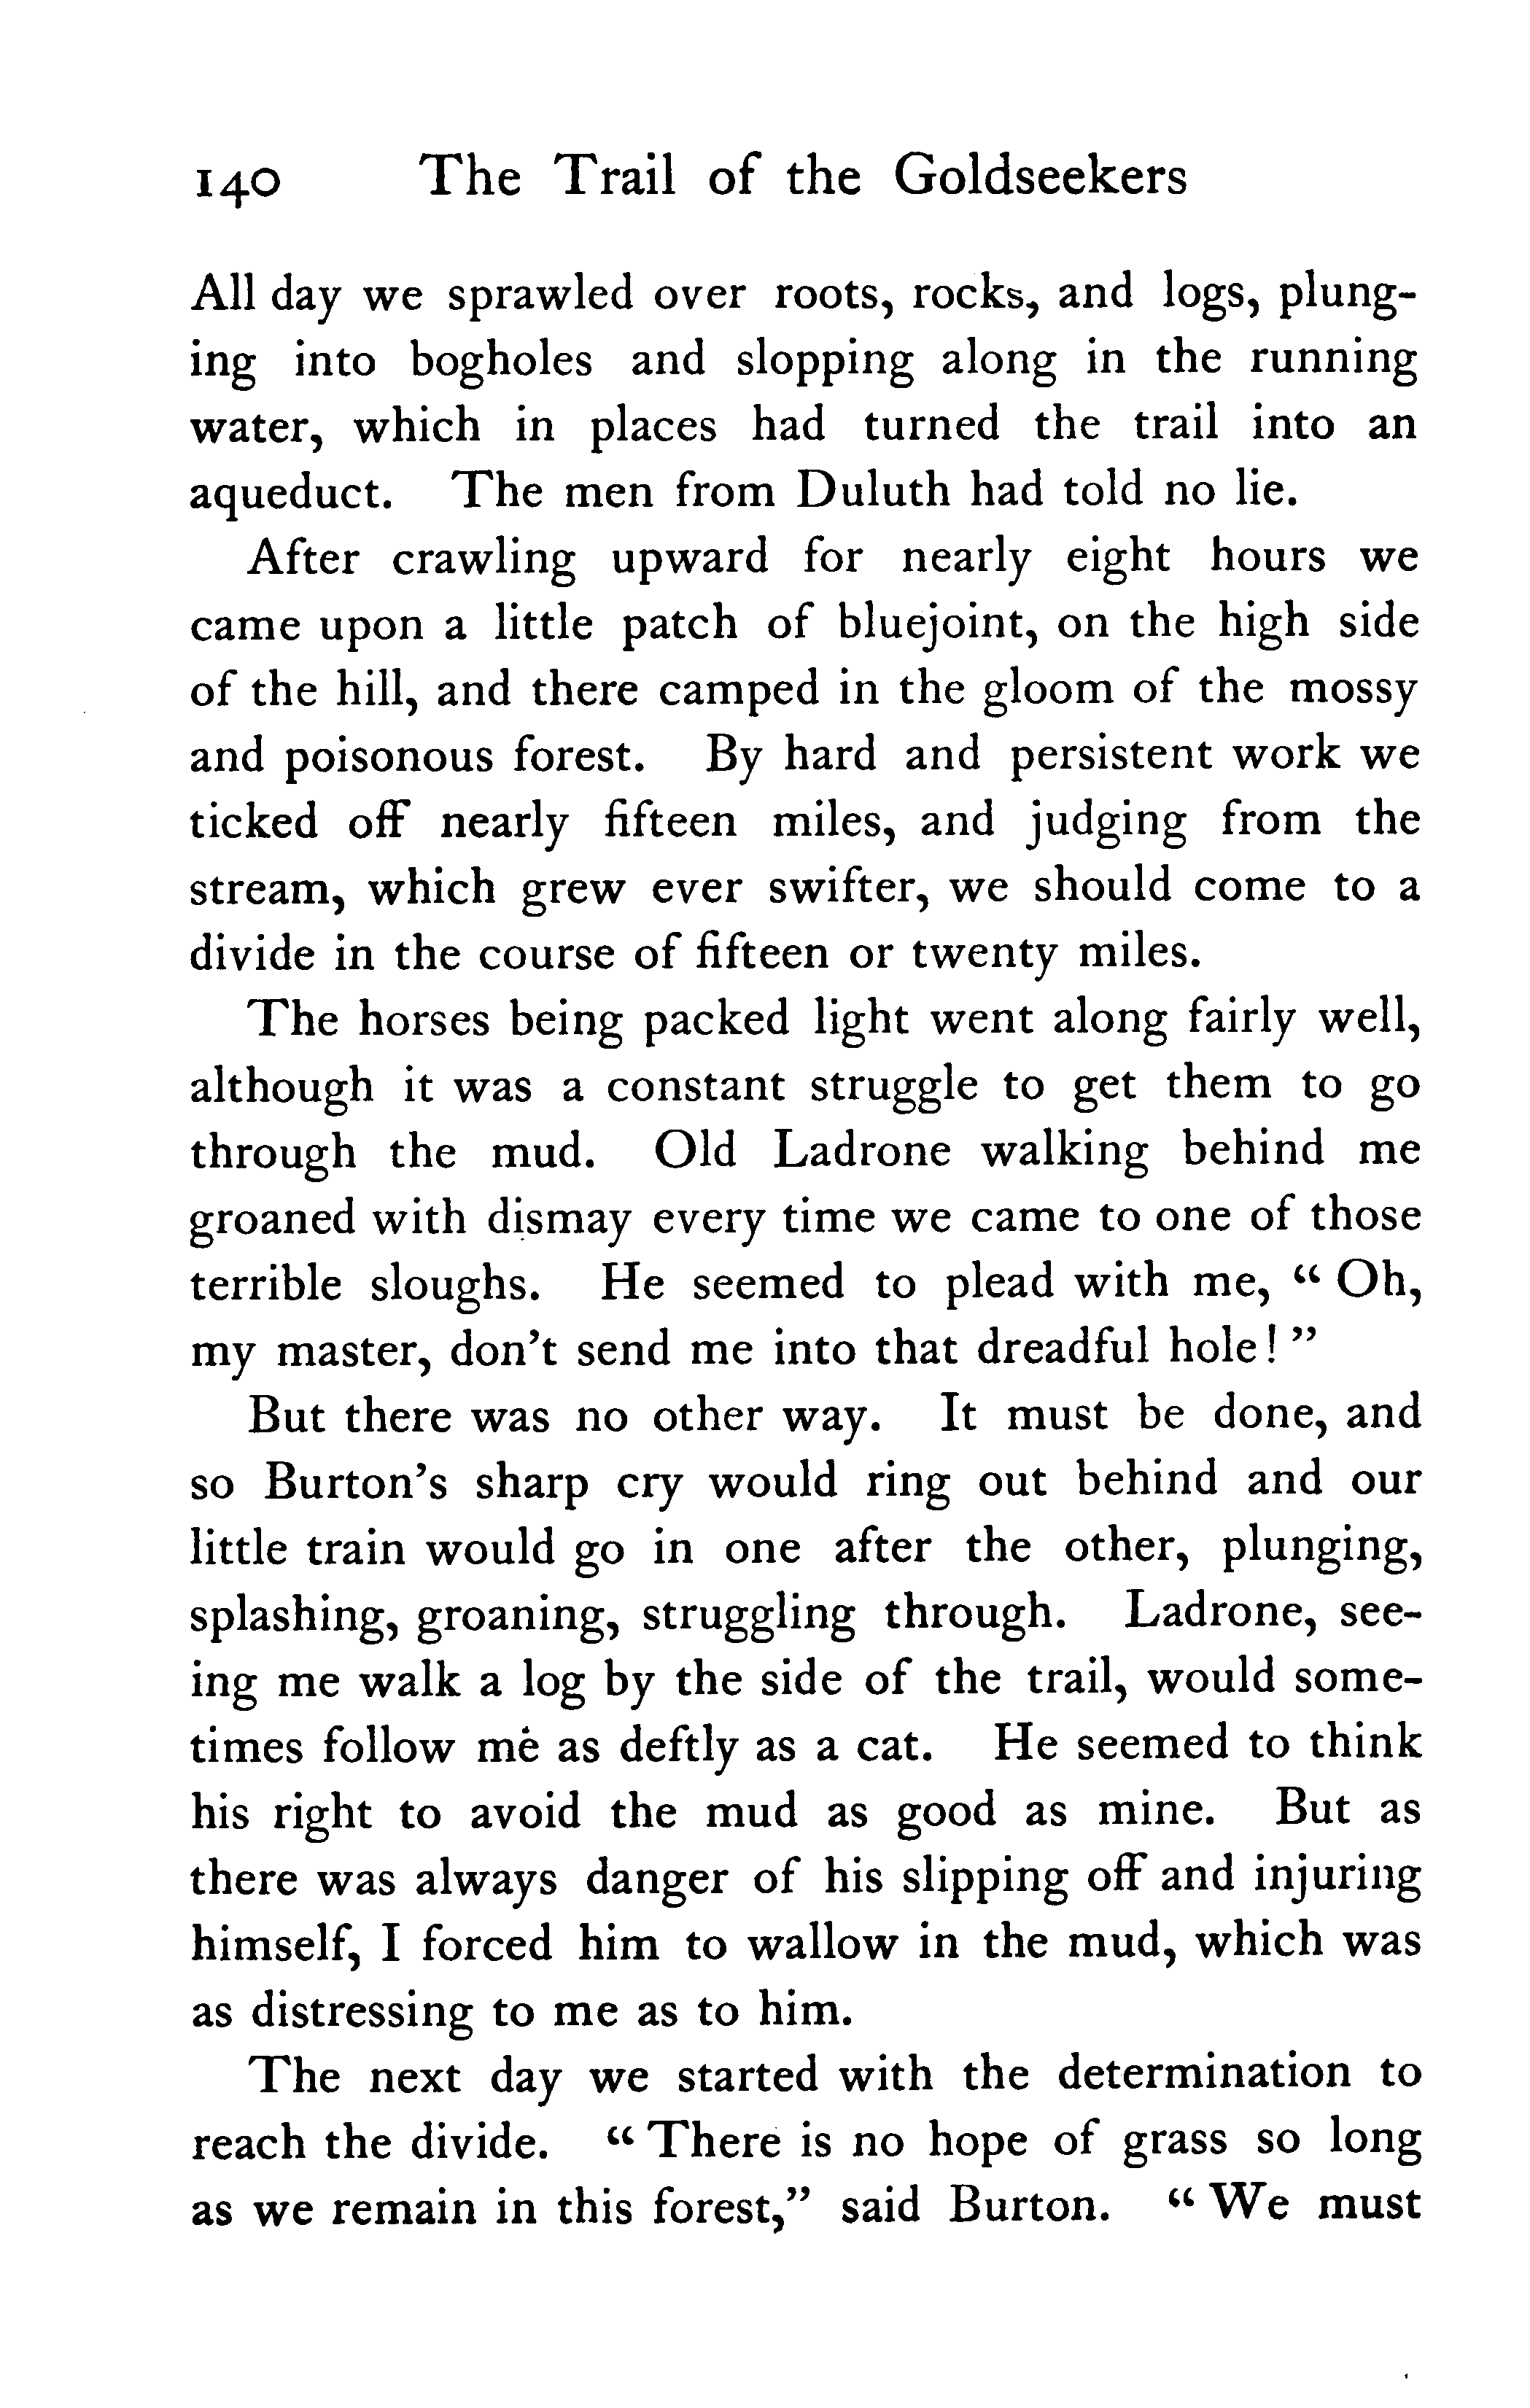 140 The Trail of the Goldseekers
All day we sprawled over roots, rocks, and logs, plung-
ing into bogholes and slopping along in the running
water, which in places had turned the trail into an
aqueduct. The men from Duluth had told no lie.
After crawling upward for nearly eight hours we
came upon a little patch of bluejoint, on the high side
of the hill, and there camped in the gloom of the mossy
and poisonous forest. By hard and persistent work we
ticked off nearly fifteen miles, and judging from the
stream, which grew ever swifter, we should come to a
divide in the course of fifteen or twenty miles.
The horses being packed light went along fairly well,
although it was a constant struggle to get them to go
through the mud. Old Ladrone walking behind me
groaned with dismay every time we came to one of those
terrible sloughs. He seemed to plead with me, “Oh,
my master, don’t send me into that dreadful hole!”
But there was no other way. It must be done, and
so Burton’s sharp cry would ring out behind and our
little train would go in one after the other, plunging,
splashing, groaning, struggling through. Ladrone, see-
ing me walk a log by the side of the trail, would some-
times follow me as deftly as a cat. He seemed to think
his right to avoid the mud as good as mine. But as
there was always danger of his slipping off and injuring
himself, I forced him to wallow in the mud, which was
as distressing to me as to him.
The next day we started with the determination to
reach the divide. “There is no hope of grass so long
as we remain in this forest,” said Burton. “We must